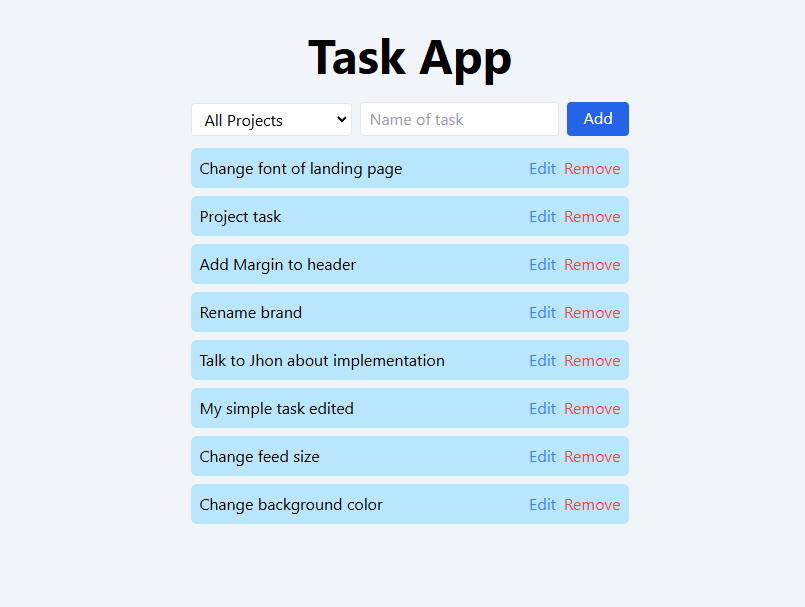 Task App
All Projects Name of task Add
Change font of landing page Edit Remove
Project task Edit Remove
Add Margin to header Edit Remove
Rename brand Edit Remove
Talk to Jhon about implementation Edit Remove
My simple task edited Edit Remove
Change feed size Edit Remove
Change background color Edit Remove